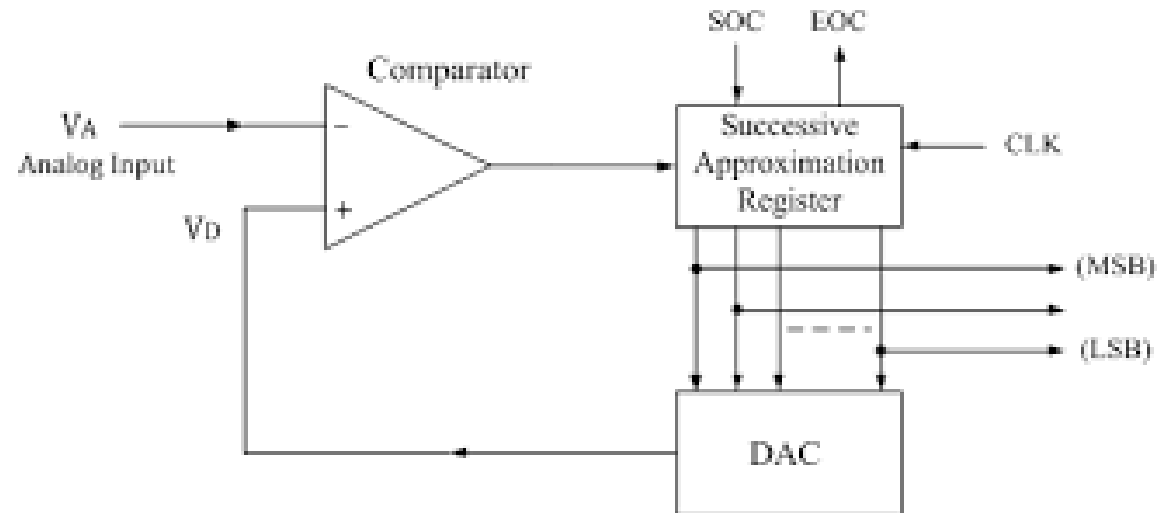 SOC
EOC
Comparator
VA
Analog Input
−
+
VD
Successive
Approximation
Register
CLK
(MSB)
(LSB)
DAC